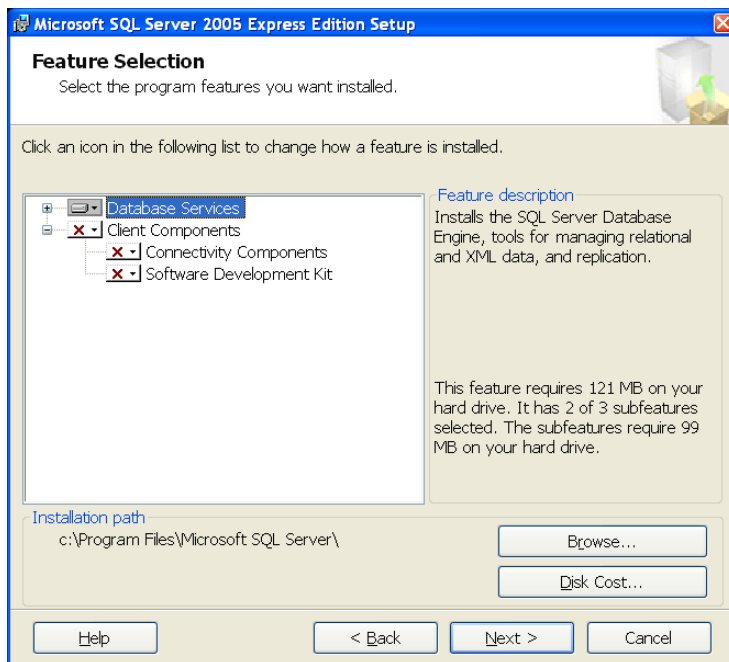 Microsoft SQL Server 2005 Express Edition Setup
Feature Selection
Select the program features you want installed.
Click an icon in the following list to change how a feature is installed.
Database Services
Client Components
Connectivity Components
Software Development Kit
Feature description
Installs the SQL Server Database
Engine, tools for managing relational
and XML data, and replication.
This feature requires 121 MB on your
hard drive. It has 2 of 3 subfeatures
selected. The subfeatures require 99
MB on your hard drive.
Installation path
c:\Program Files\Microsoft SQL Server\
Browse...
Disk Cost...
Help
< Back
Next >
Cancel